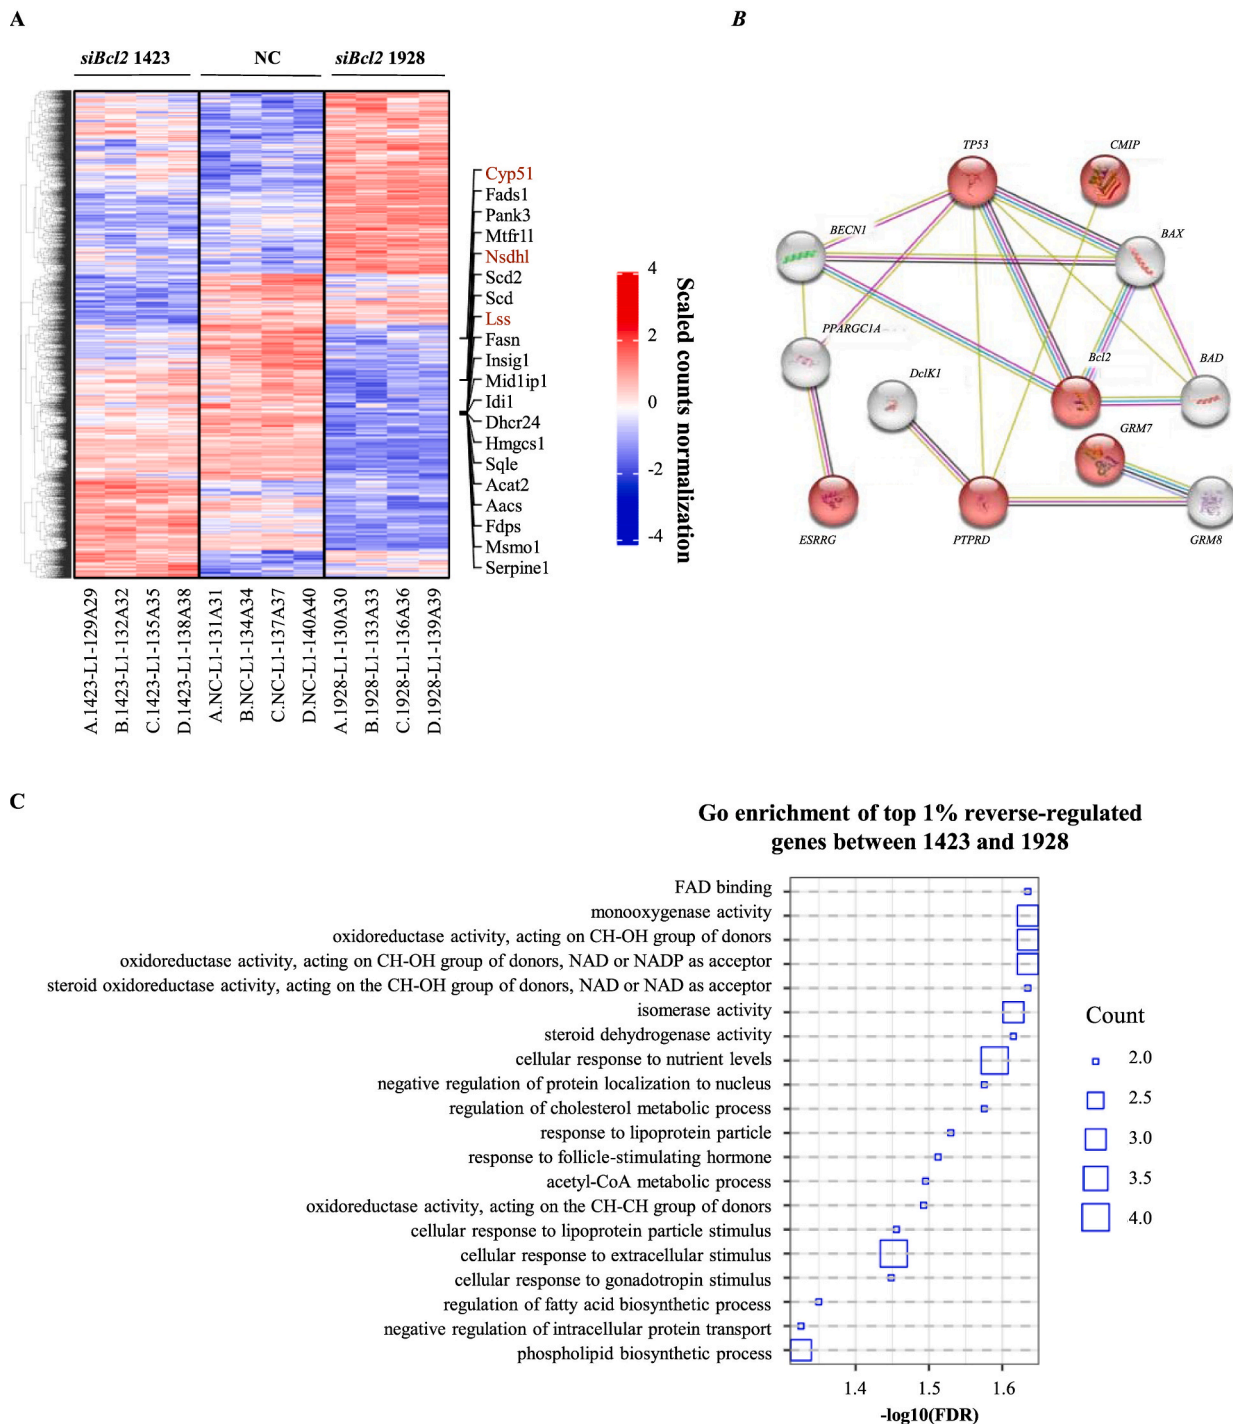 A
siBcl2 1423
NC
siBcl2 1928
Cyp51
Fads1
Pank3
Mtfr1l
Nsdhl
Scd2
Scd
Lss
Fasn
Insig1
Mid1ip1
Idi1
Dhcr24
Hmgcs1
Sqle
Acat2
Aacs
Fdps
Msmo1
Serpine1
4
2
0
-2
-4
Scaled counts normalization
A.1423-L1-129A29
B.1423-L1-132A32
C.1423-L1-135A35
D.1423-L1-138A38
A.NC-L1-131A31
B.NC-L1-134A34
C.NC-L1-137A37
D.NC-L1-140A40
A.1928-L1-130A30
B.1928-L1-133A33
C.1928-L1-136A36
D.1928-L1-139A39
B
TP53
CMIP
BECN1
BAX
PPARGC1A
DclK1
Bcl2
BAD
GRM7
ESRRG
PTPRD
GRM8
C
Go enrichment of top 1% reverse-regulated
genes between 1423 and 1928
FAD binding
monooxygenase activity
oxidoreductase activity, acting on CH-OH group of donors
oxidoreductase activity, acting on CH-OH group of donors, NAD or NADP as acceptor
steroid oxidoreductase activity, acting on the CH-OH group of donors, NAD or NAD as acceptor
isomerase activity
steroid dehydrogenase activity
cellular response to nutrient levels
negative regulation of protein localization to nucleus
regulation of cholesterol metabolic process
response to lipoprotein particle
response to follicle-stimulating hormone
acetyl-CoA metabolic process
oxidoreductase activity, acting on the CH-CH group of donors
cellular response to lipoprotein particle stimulus
cellular response to extracellular stimulus
cellular response to gonadotropin stimulus
regulation of fatty acid biosynthetic process
negative regulation of intracellular protein transport
phospholipid biosynthetic process
1.4
1.5
1.6
-log10(FDR)
Count
2.0
2.5
3.0
3.5
4.0